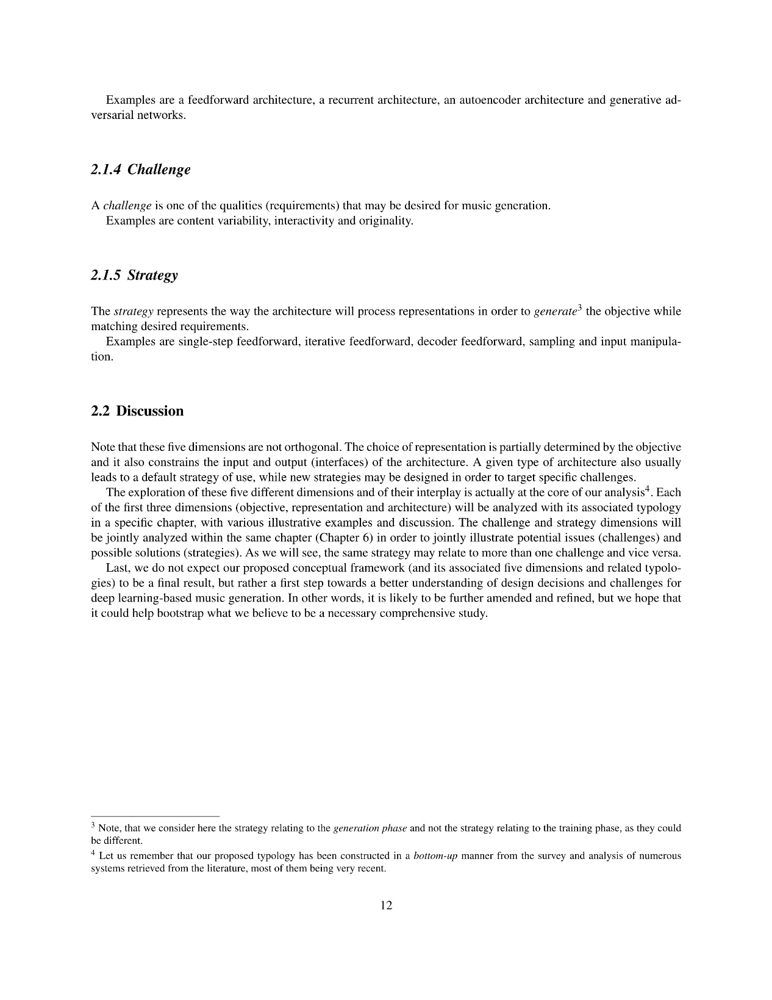 Examples are a feedforward architecture, a recurrent architecture, an autoencoder architecture and generative ad-
versarial networks.
2.1.4 Challenge
A challenge is one of the qualities (requirements) that may be desired for music generation.
Examples are content variability, interactivity and originality.
2.1.5 Strategy
The strategy represents the way the architecture will process representations in order to generate3 the objective while
matching desired requirements.
Examples are single-step feedforward, iterative feedforward, decoder feedforward, sampling and input manipula-
tion.
2.2 Discussion
Note that these five dimensions are not orthogonal. The choice of representation is partially determined by the objective
and it also constrains the input and output (interfaces) of the architecture. A given type of architecture also usually
leads to a default strategy of use, while new strategies may be designed in order to target specific challenges.
The exploration of these five different dimensions and of their interplay is actually at the core of our analysis4. Each
of the first three dimensions (objective, representation and architecture) will be analyzed with its associated typology
in a specific chapter, with various illustrative examples and discussion. The challenge and strategy dimensions will
be jointly analyzed within the same chapter (Chapter 6) in order to jointly illustrate potential issues (challenges) and
possible solutions (strategies). As we will see, the same strategy may relate to more than one challenge and vice versa.
Last, we do not expect our proposed conceptual framework (and its associated five dimensions and related typolo-
gies) to be a final result, but rather a first step towards a better understanding of design decisions and challenges for
deep learning-based music generation. In other words, it is likely to be further amended and refined, but we hope that
it could help bootstrap what we believe to be a necessary comprehensive study.
3 Note, that we consider here the strategy relating to the generation phase and not the strategy relating to the training phase, as they could
be different.
4 Let us remember that our proposed typology has been constructed in a bottom-up manner from the survey and analysis of numerous
systems retrieved from the literature, most of them being very recent.
12